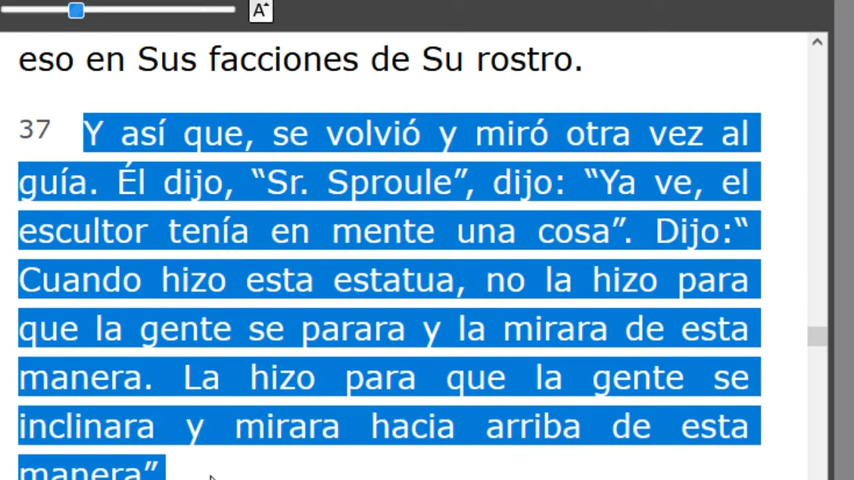 A
eso en Sus facciones de Su rostro.
37 Y así que, se volvió y miró otra vez al
guía. Él dijo, “Sr. Sproule”, dijo: “Ya ve, el
escultor tenía en mente una cosa”. Dijo:“
Cuando hizo esta estatua, no la hizo para
que la gente se parara y la mirara de esta
manera. La hizo para que la gente se
inclinara y mirara hacia arriba de esta
manera”